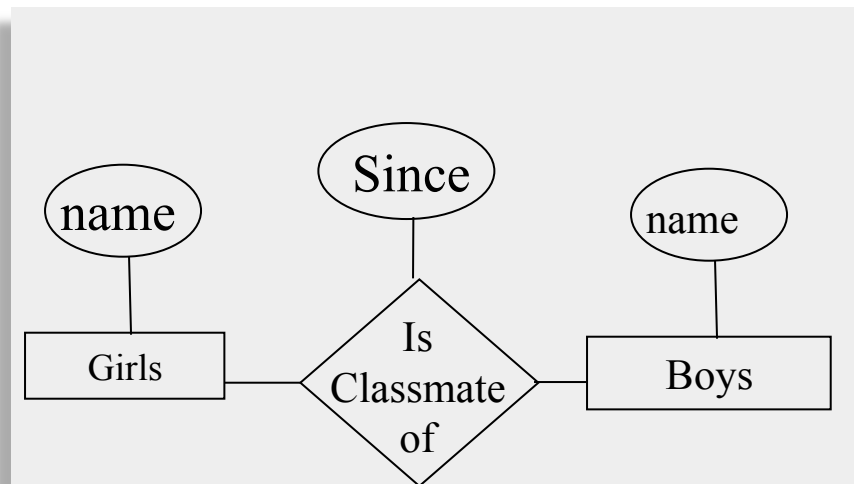 Since
name
name
Girls
Is
Classmate
of
Boys